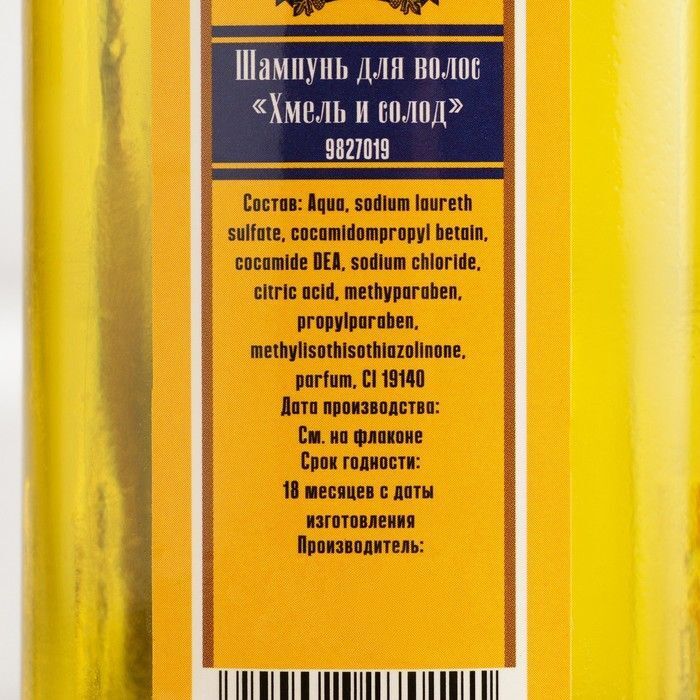 Шампунь для волос
«Хмель и солод»
9827019
Состав: Aqua, sodium laureth
sulfate, cocamidompropyl betain,
cocamide DEA, sodium chloride,
citric acid, methyparaben,
propylparaben,
methylisothisothiazolinone,
parfum, CI 19140
Дата производства:
См. на флаконе
Срок годности:
18 месяцев с даты
изготовления
Производитель: